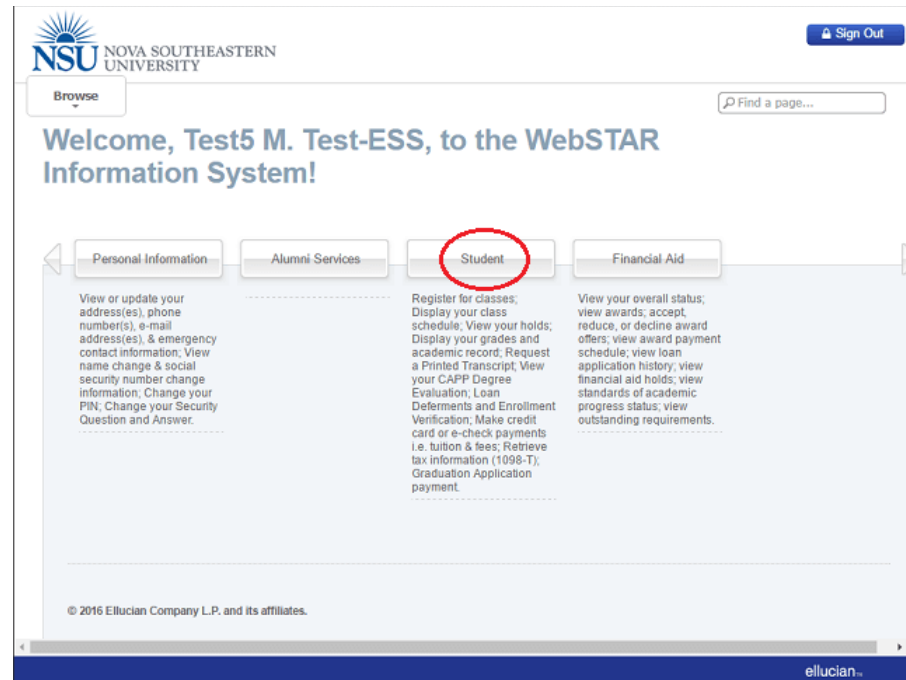 NSU NOVA SOUTHEASTERN
UNIVERSITY
Sign Out
Browse
Find a page...
Welcome, Test5 M. Test-ESS, to the WebSTAR
Information System!
Personal Information
Alumni Services
Student
Financial Aid
View or update your
address(es), phone
number(s), e-mail
address(es), & emergency
contact information; View
name change & social
security number change
information; Change your
PIN; Change your Security
Question and Answer.
Register for classes;
Display your class
schedule; View your holds;
Display your grades and
academic record; Request
a Printed Transcript; View
your CAPP Degree
Evaluation; Loan
Deferments and Enrollment
Verification; Make credit
card or e-check payments
i.e. tuition & fees; Retrieve
tax information (1098-T);
Graduation Application
payment.
View your overall status;
view awards; accept,
reduce, or decline award
offers; view award payment
schedule; view loan
application history; view
financial aid holds; view
standards of academic
progress status; view
outstanding requirements.
© 2016 Ellucian Company L.P. and its affiliates.
ellucian™